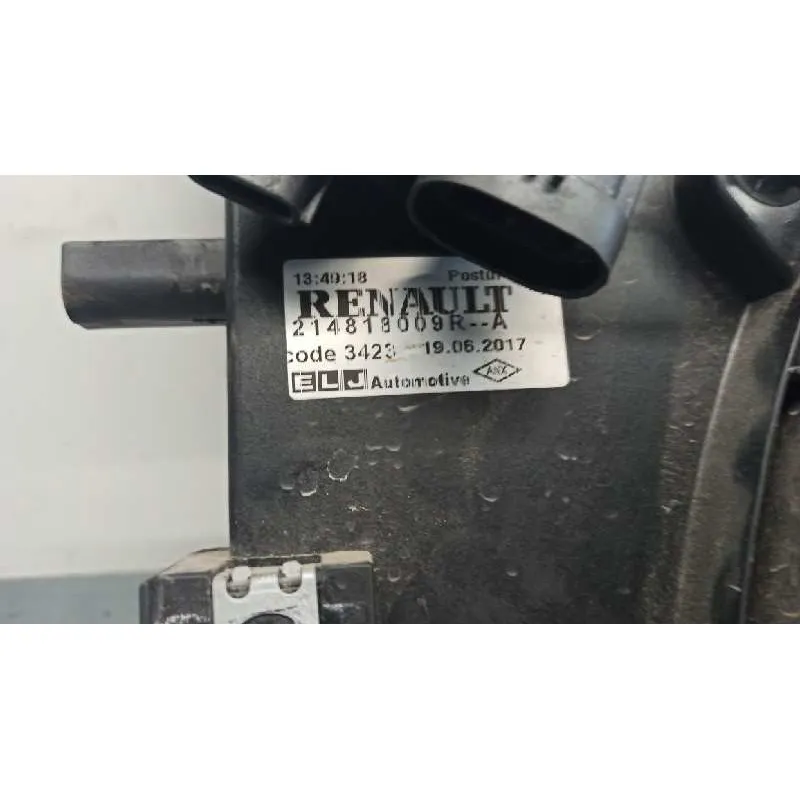 13:40:18
RENAULT
214818009R--A
code 3423 19.06.2017
ELJ Automotive